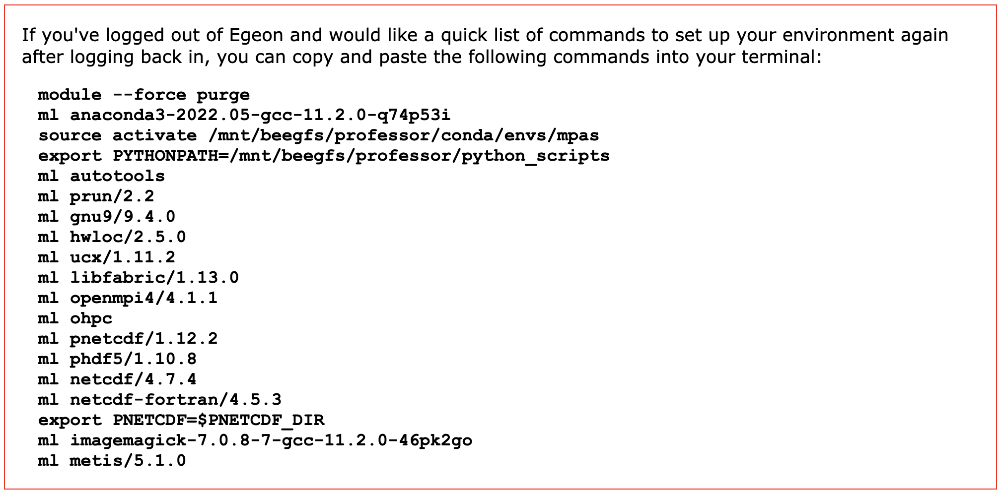 If you've logged out of Egeon and would like a quick list of commands to set up your environment again
after logging back in, you can copy and paste the following commands into your terminal:
module --force purge
ml anaconda3-2022.05-gcc-11.2.0-q74p53i
source activate /mnt/beegfs/professor/conda/envs/mpas
export PYTHONPATH=/mnt/beegfs/professor/python_scripts
ml autotools
ml prun/2.2
ml gnu9/9.4.0
ml hwloc/2.5.0
ml ucx/1.11.2
ml libfabric/1.13.0
ml openmpi4/4.1.1
ml ohpc
ml pnetcdf/1.12.2
ml phdf5/1.10.8
ml netcdf/4.7.4
ml netcdf-fortran/4.5.3
export PNETCDF=$PNETCDF_DIR
ml imagemagick-7.0.8-7-gcc-11.2.0-46pk2go
ml metis/5.1.0